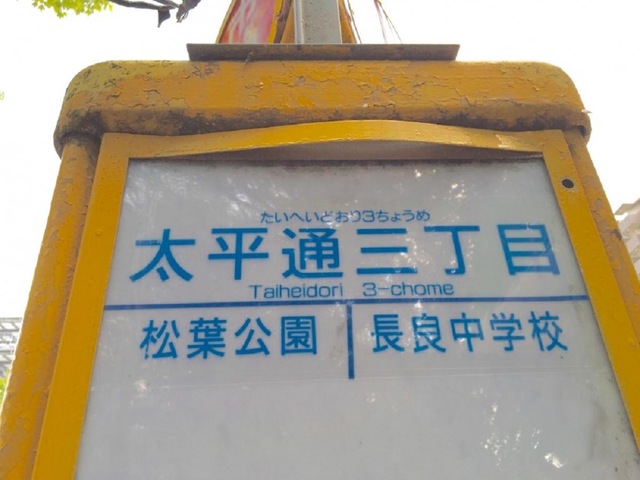 たいへいどおり3ちょうめ
太平通三丁目
Taiheidori 3-chome
松葉公園 長良中学校